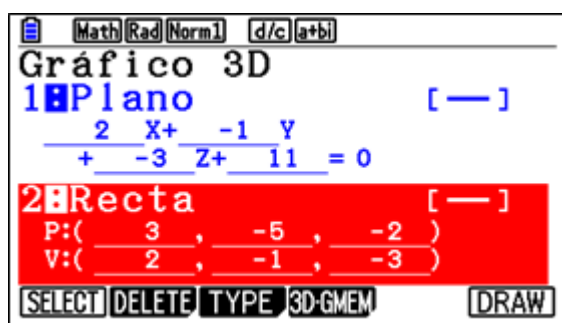 Math Rad Norm1 d/c a+bi
Gráfico 3D
1:Plano [—]
2 X+ -1 Y
+ -3 Z+ 11 = 0
2:Recta [—]
P:( 3 , -5 , -2 )
V:( 2 , -1 , -3 )
SELECT DELETE TYPE 3D·GMEM DRAW